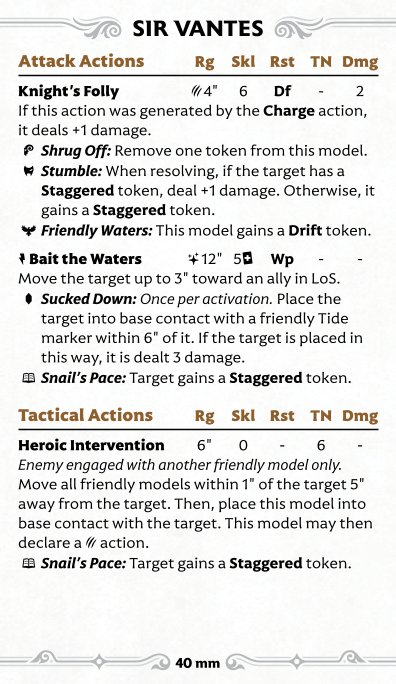 SIR VANTES
Attack Actions Rg Skl Rst TN Dmg
Knight's Folly 4" 6 Df - 2
If this action was generated by the Charge action,
it deals +1 damage.
Shrug Off: Remove one token from this model.
Stumble: When resolving, if the target has a
Staggered token, deal +1 damage. Otherwise, it
gains a Staggered token.
Friendly Waters: This model gains a Drift token.
Bait the Waters 12" 5 Wp - -
Move the target up to 3" toward an ally in LoS.
Sucked Down: Once per activation. Place the
target into base contact with a friendly Tide
marker within 6" of it. If the target is placed in
this way, it is dealt 3 damage.
Snail's Pace: Target gains a Staggered token.
Tactical Actions Rg Skl Rst TN Dmg
Heroic Intervention 6" 0 - 6 -
Enemy engaged with another friendly model only.
Move all friendly models within 1" of the target 5"
away from the target. Then, place this model into
base contact with the target. This model may then
declare a action.
Snail's Pace: Target gains a Staggered token.
40 mm